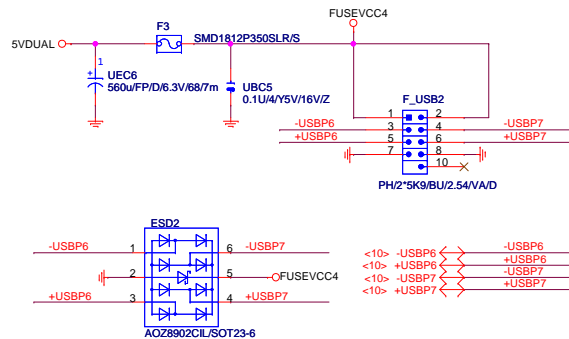 FUSEVCC4
F3
5VDUAL
SMD1812P350SLR/S
1
UEC6
560u/FP/D/6.3V/68/7m
UBC5
0.1U/4/Y5V/16V/Z
F_USB2
1 2
-USBP6 3 4 -USBP7
+USBP6 5 6 +USBP7
7 8
10
PH/2*5K9/BU/2.54/VA/D
ESD2
-USBP6 1 6 -USBP7
2 5 FUSEVCC4
+USBP6 3 4 +USBP7
AOZ8902CIL/SOT23-6
<10> -USBP6 -USBP6
<10> +USBP6 +USBP6
<10> -USBP7 -USBP7
<10> +USBP7 +USBP7